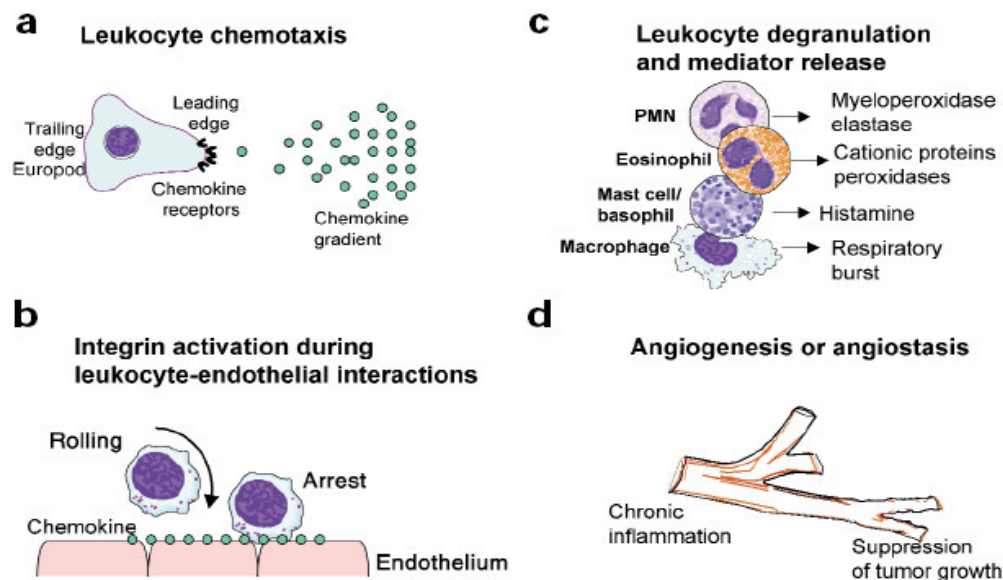 a
Leukocyte chemotaxis
Leading
edge
Trailing
edge
Europod
Chemokine
receptors
Chemokine
gradient
b
Integrin activation during
leukocyte-endothelial interactions
Rolling
Arrest
Chemokine
Endothelium
c
Leukocyte degranulation
and mediator release
PMN
Myeloperoxidase
elastase
Eosinophil
Cationic proteins
peroxidases
Mast cell/
basophil
Histamine
Macrophage
Respiratory
burst
d
Angiogenesis or angiostasis
Chronic
inflammation
Suppression
of tumor growth